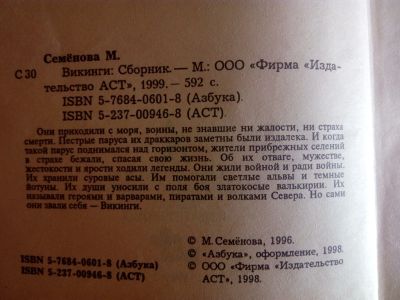 Семёнова М.
С 30 Викинги: Сборник. — М.: ООО «Фирма «Изда-
тельство АСТ», 1999.— 592 с.
ISBN 5-7684-0601-8 (Азбука).
ISBN 5-237-00946-8 (АСТ).
Они приходили с моря, воины, не знавшие ни жалости, ни страха
смерти. Пестрые паруса их драккаров заметны были издалека. И когда
такой парус поднимался над горизонтом, жители прибрежных селений
в страхе бежали, спасая свою жизнь. Об их отваге, мужестве,
жестокости и ярости ходили легенды. Они жили войной и ради войны.
Их хранили суровые асы. Им помогали светлые альвы и темные
йотуны. Их души уносили с поля боя златокосые валькирии. Их
называли героями и варварами, пиратами и волками Севера. Но сами
они звали себя — Викинги.
© М. Семёнова, 1996.
© «Азбука», оформление, 1998.
ISBN 5-7684-0601-8 (Азбука) © ООО «Фирма «Издательство
ISBN 5-237-00946-8 (АСТ) АСТ», 1998